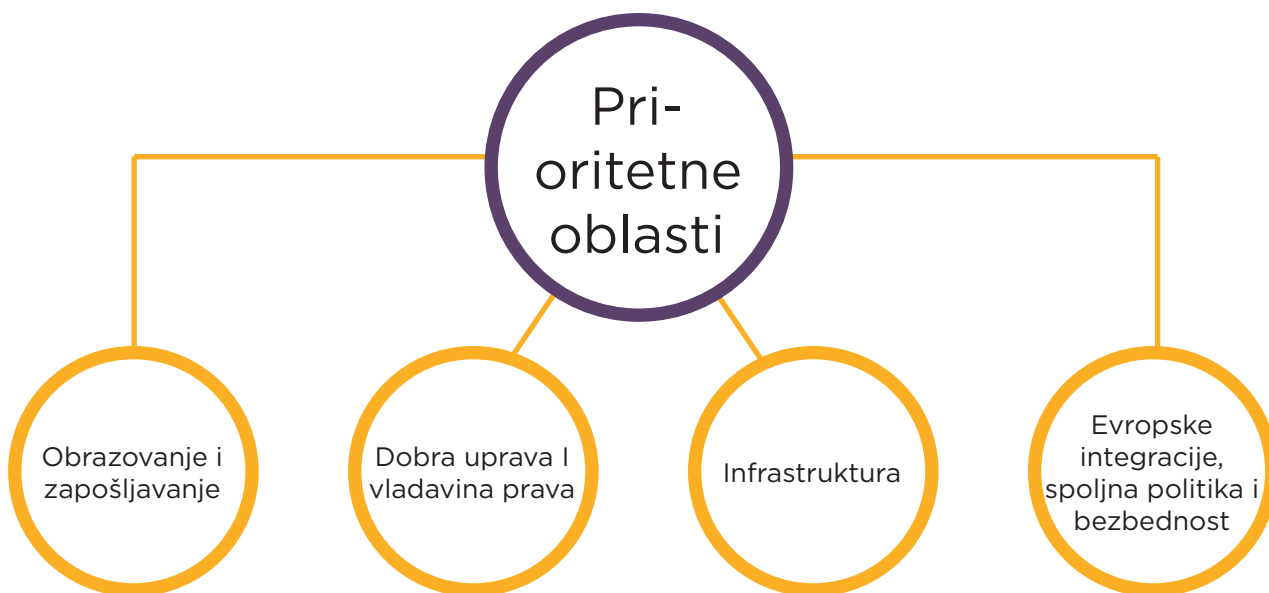 Pri-
oritetne
oblasti
Obrazovanje i
zapošljavanje
Dobra uprava I
vladavina prava
Infrastruktura
Evropske
integracije,
spoljna politika i
bezbednost